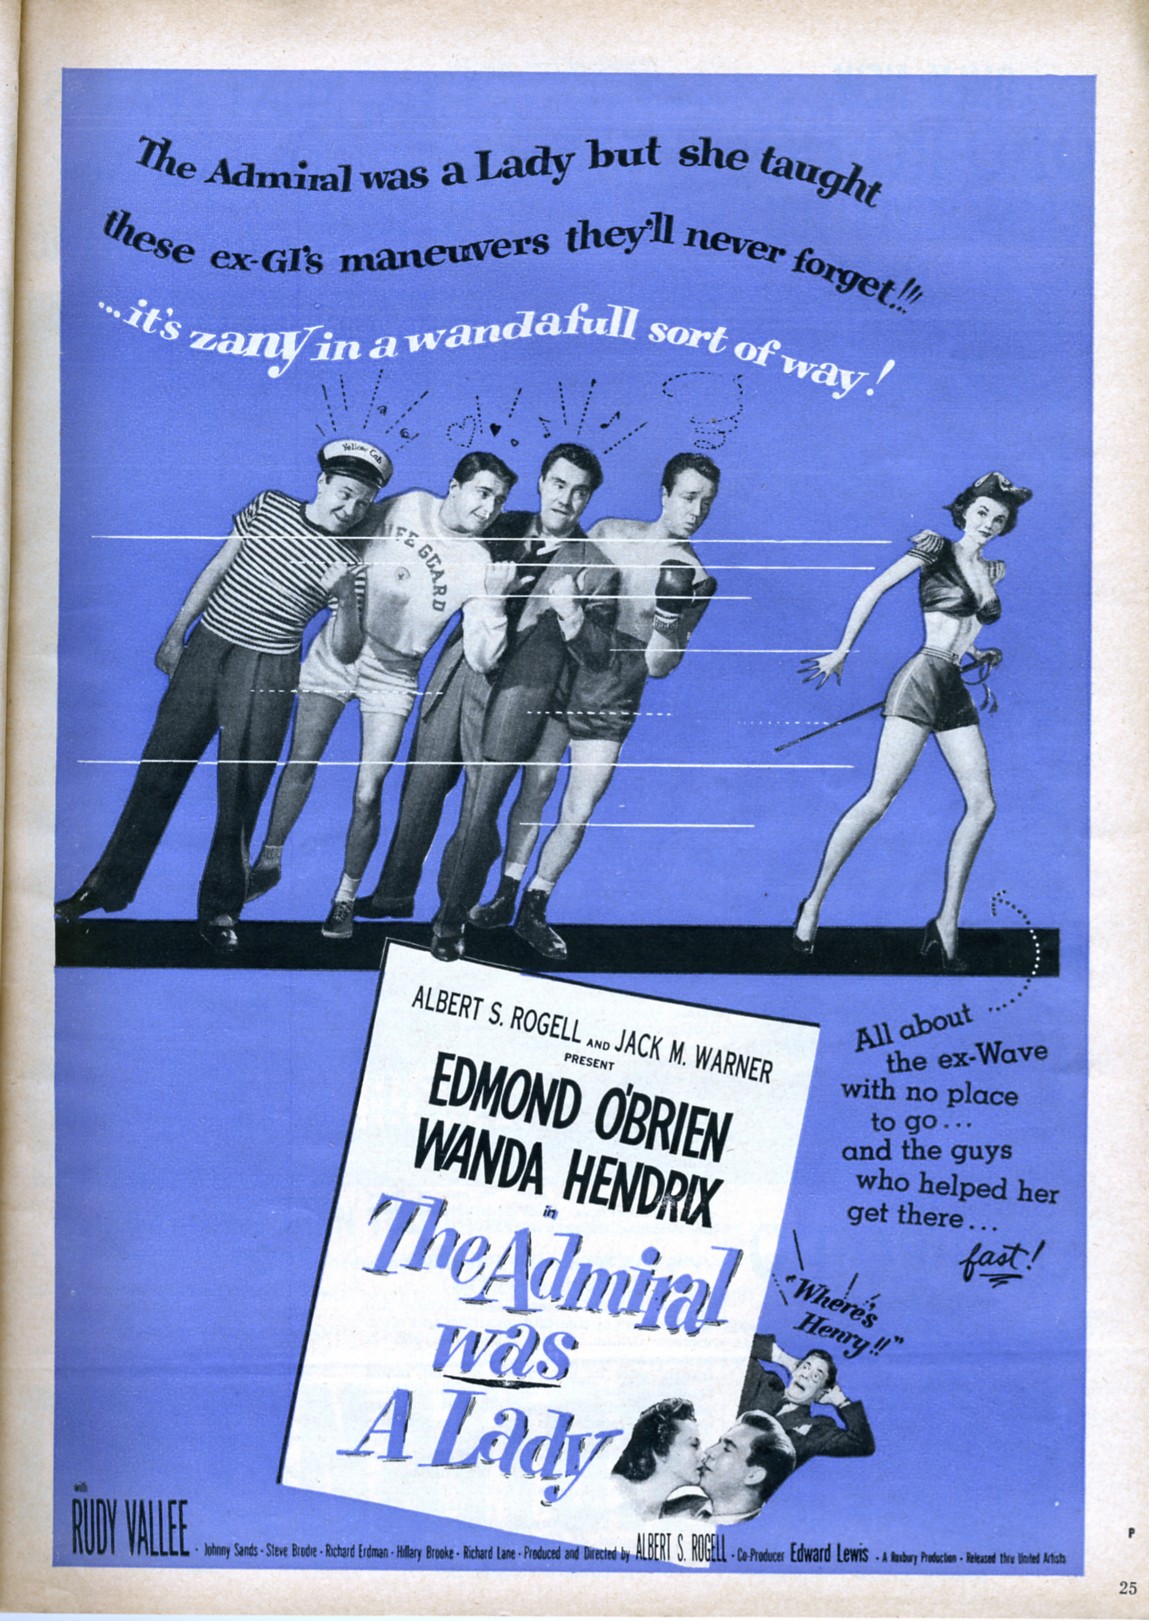 The Admiral was a Lady but she taught
these ex-GI's maneuvers they'll never forget!!!
...it's zany in a wandafull sort of way!
Yellow Cab
FE GUARD
ALBERT S. ROGELL AND JACK M. WARNER
PRESENT
EDMOND O'BRIEN
WANDA HENDRIX
in
The Admiral
was
A Lady
All about ...
the ex-Wave
with no place
to go...
and the guys
who helped her
get there...
fast!
"Where's
Henry!!"
with
RUDY VALLEE · Johnny Sands · Steve Brodie · Richard Erdman · Hillary Brooke · Richard Lane · Produced and Directed by ALBERT S. ROGELL · Co-Producer Edward Lewis · A Roxbury Production · Released thru United Artists
P
25